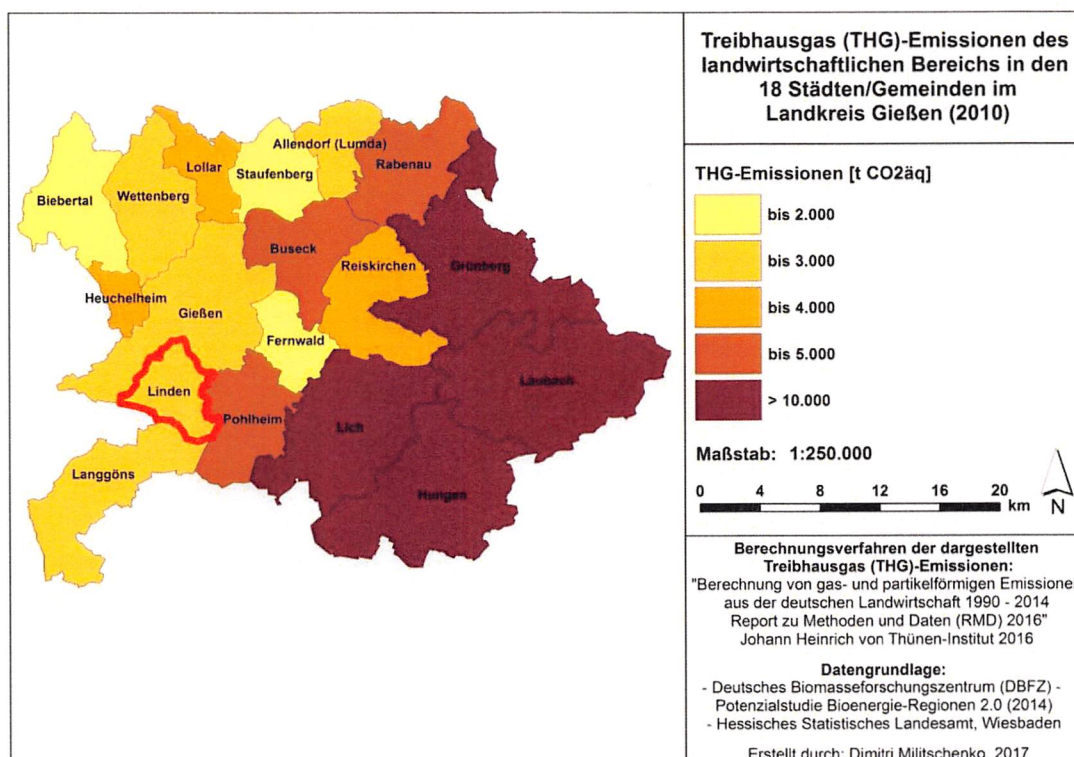 Treibhausgas (THG)-Emissionen des
landwirtschaftlichen Bereichs in den
18 Städten/Gemeinden im
Landkreis Gießen (2010)
THG-Emissionen [t CO2äq]
bis 2.000
bis 3.000
bis 4.000
bis 5.000
> 10.000
Maßstab: 1:250.000
0 4 8 12 16 20
km
N
Berechnungsverfahren der dargestellten
Treibhausgas (THG)-Emissionen:
"Berechnung von gas- und partikelförmigen Emissione
aus der deutschen Landwirtschaft 1990 - 2014
Report zu Methoden und Daten (RMD) 2016"
Johann Heinrich von Thünen-Institut 2016
Datengrundlage:
- Deutsches Biomasseforschungszentrum (DBFZ) -
Potenzialstudie Bioenergie-Regionen 2.0 (2014)
- Hessisches Statistisches Landesamt, Wiesbaden
Erstellt durch: Dimitri Militschenko, 2017
Allendorf (Lumda)
Lollar
Rabenau
Staufenberg
Wettenberg
Biebertal
Buseck
Reiskirchen
Grünberg
Heuchelheim
Gießen
Fernwald
Laubach
Linden
Pohlheim
Lich
Langgöns
Hungen